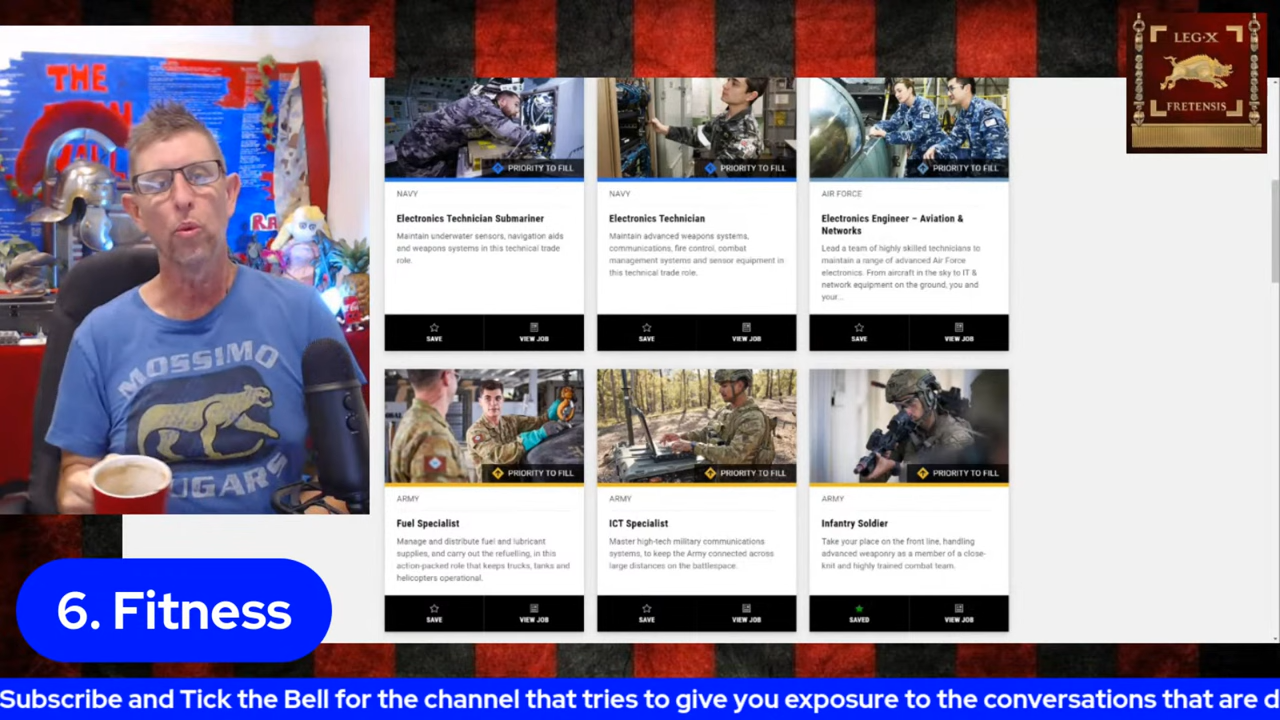 THE
RA
MOSSIMO
COUGARS
LEG·X
FRETENSIS
PRIORITY TO FILL
NAVY
Electronics Technician Submariner
Maintain underwater sensors, navigation aids
and weapons systems in this technical trade
role.
SAVE
VIEW JOB
PRIORITY TO FILL
NAVY
Electronics Technician
Maintain advanced weapons systems,
communications, fire control, combat
management systems and sensor equipment in
this technical trade role.
SAVE
VIEW JOB
PRIORITY TO FILL
AIR FORCE
Electronics Engineer – Aviation &
Networks
Lead a team of highly skilled technicians to
maintain a range of advanced Air Force
electronics. From aircraft in the sky to IT &
network equipment on the ground, you and
your...
SAVE
VIEW JOB
PRIORITY TO FILL
ARMY
Fuel Specialist
Manage and distribute fuel and lubricant
supplies, and carry out the refuelling, in this
action-packed role that keeps trucks, tanks and
helicopters operational.
SAVE
VIEW JOB
PRIORITY TO FILL
ARMY
ICT Specialist
Master high-tech military communications
systems, to keep the Army connected across
large distances on the battlespace.
SAVE
VIEW JOB
PRIORITY TO FILL
ARMY
Infantry Soldier
Take your place on the front line, handling
advanced weaponry as a member of a close-
knit and highly trained combat team.
SAVED
VIEW JOB
6. Fitness
Subscribe and Tick the Bell for the channel that tries to give you exposure to the conversations that are d